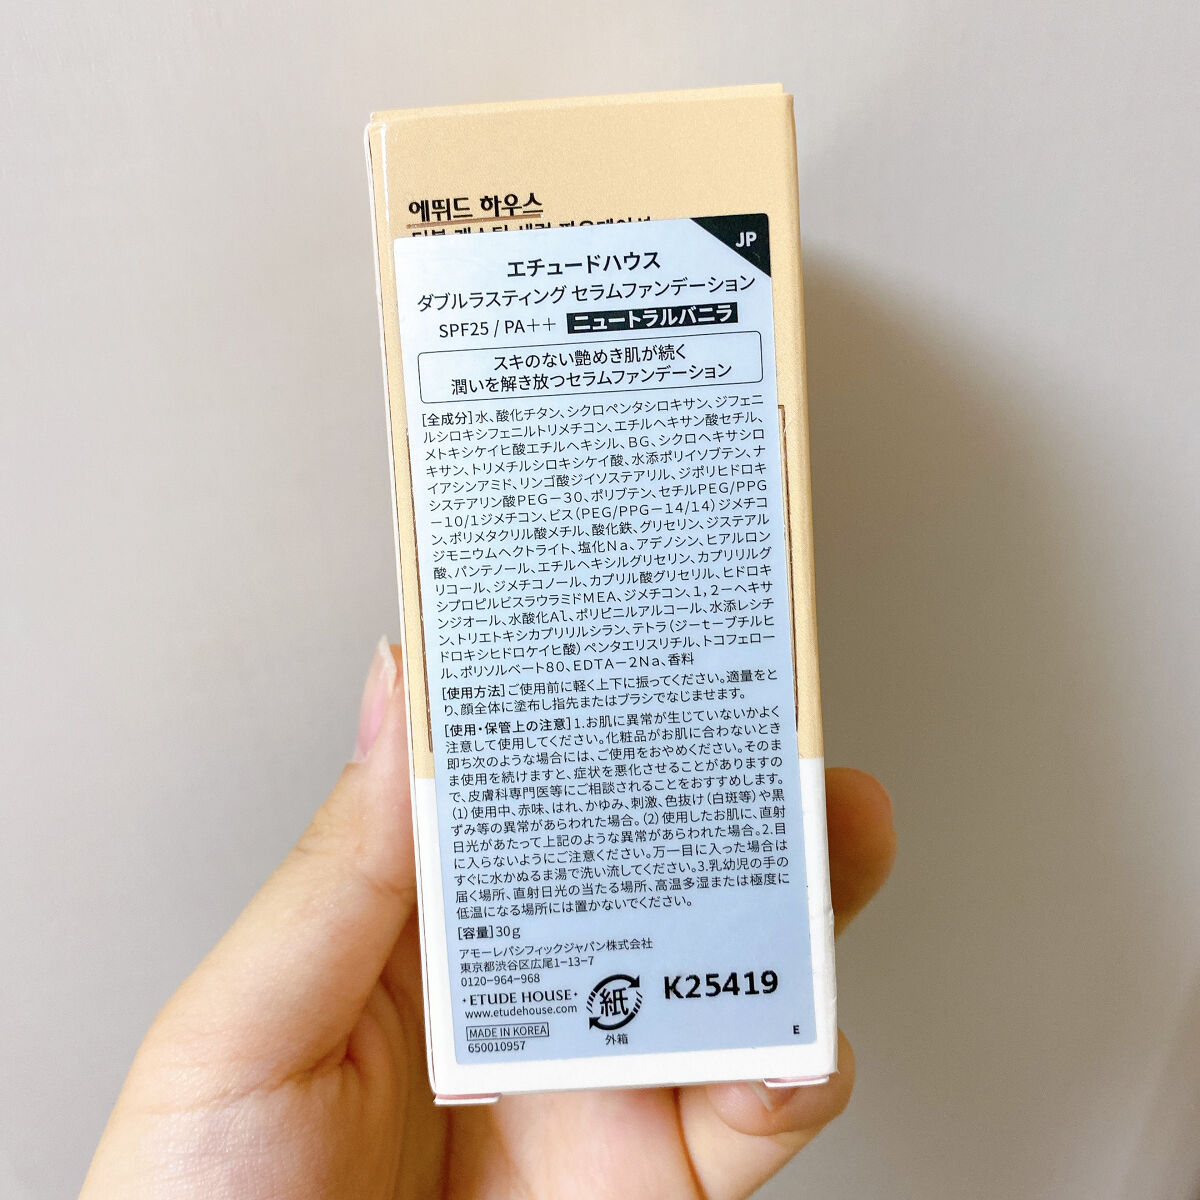 에뛰드 하우스
JP
エチュードハウス
ダブルラスティング セラムファンデーション
SPF25 / PA++ ニュートラルバニラ
スキのない艶めき肌が続く
潤いを解き放つセラムファンデーション
[全成分]水、酸化チタン、シクロペンタシロキサン、ジフェニ
ルシロキシフェニルトリメチコン、エチルヘキサン酸セチル、
メトキシケイヒ酸エチルヘキシル、BG、シクロヘキサシロ
キサン、トリメチルシロキシケイ酸、水添ポリイソブテン、ナ
イアシンアミド、リンゴ酸ジイソステアリル、ジポリヒドロキ
システアリン酸PEG-30、ポリブテン、セチルPEG/PPG
-10/1ジメチコン、ビス(PEG/PPG-14/14)ジメチコ
ン、ポリメタクリル酸メチル、酸化鉄、グリセリン、ジステアル
ジモニウムヘクトライト、塩化Na、アデノシン、ヒアルロン
酸、パンテノール、エチルヘキシルグリセリン、カプリリルグ
リコール、ジメチコノール、カプリル酸グリセリル、ヒドロキ
シプロピルビスラウラミドMEA、ジメチコン、1,2-ヘキサ
ンジオール、水酸化Al、ポリビニルアルコール、水添レシチ
ン、トリエトキシカプリリルシラン、テトラ(ジ-t-ブチルヒ
ドロキシヒドロケイヒ酸)ペンタエリスリチル、トコフェロー
ル、ポリソルベート80、EDTA-2Na、香料
[使用方法]ご使用前に軽く上下に振ってください。適量をと
り、顔全体に塗布し指先またはブラシでなじませます。
[使用・保管上の注意]1.お肌に異常が生じていないかよく
注意して使用してください。化粧品がお肌に合わないとき
即ち次のような場合には、ご使用をおやめください。そのま
ま使用を続けますと、症状を悪化させることがありますの
で、皮膚科専門医等にご相談されることをおすすめします。
(1)使用中、赤味、はれ、かゆみ、刺激、色抜け(白斑等)や黒
ずみ等の異常があらわれた場合。(2)使用したお肌に、直射
日光があたって上記のような異常があらわれた場合。2.目
に入らないようにご注意ください。万一目に入った場合は
すぐに水かぬるま湯で洗い流してください。3.乳幼児の手の
届く場所、直射日光の当たる場所、高温多湿または極度に
低温になる場所には置かないでください。
[容量]30g
アモーレパシフィックジャパン株式会社
東京都渋谷区広尾1-13-7
0120-964-968
・ETUDE HOUSE・
www.etudehouse.com
MADE IN KOREA
650010957
紙
外箱
K25419
E